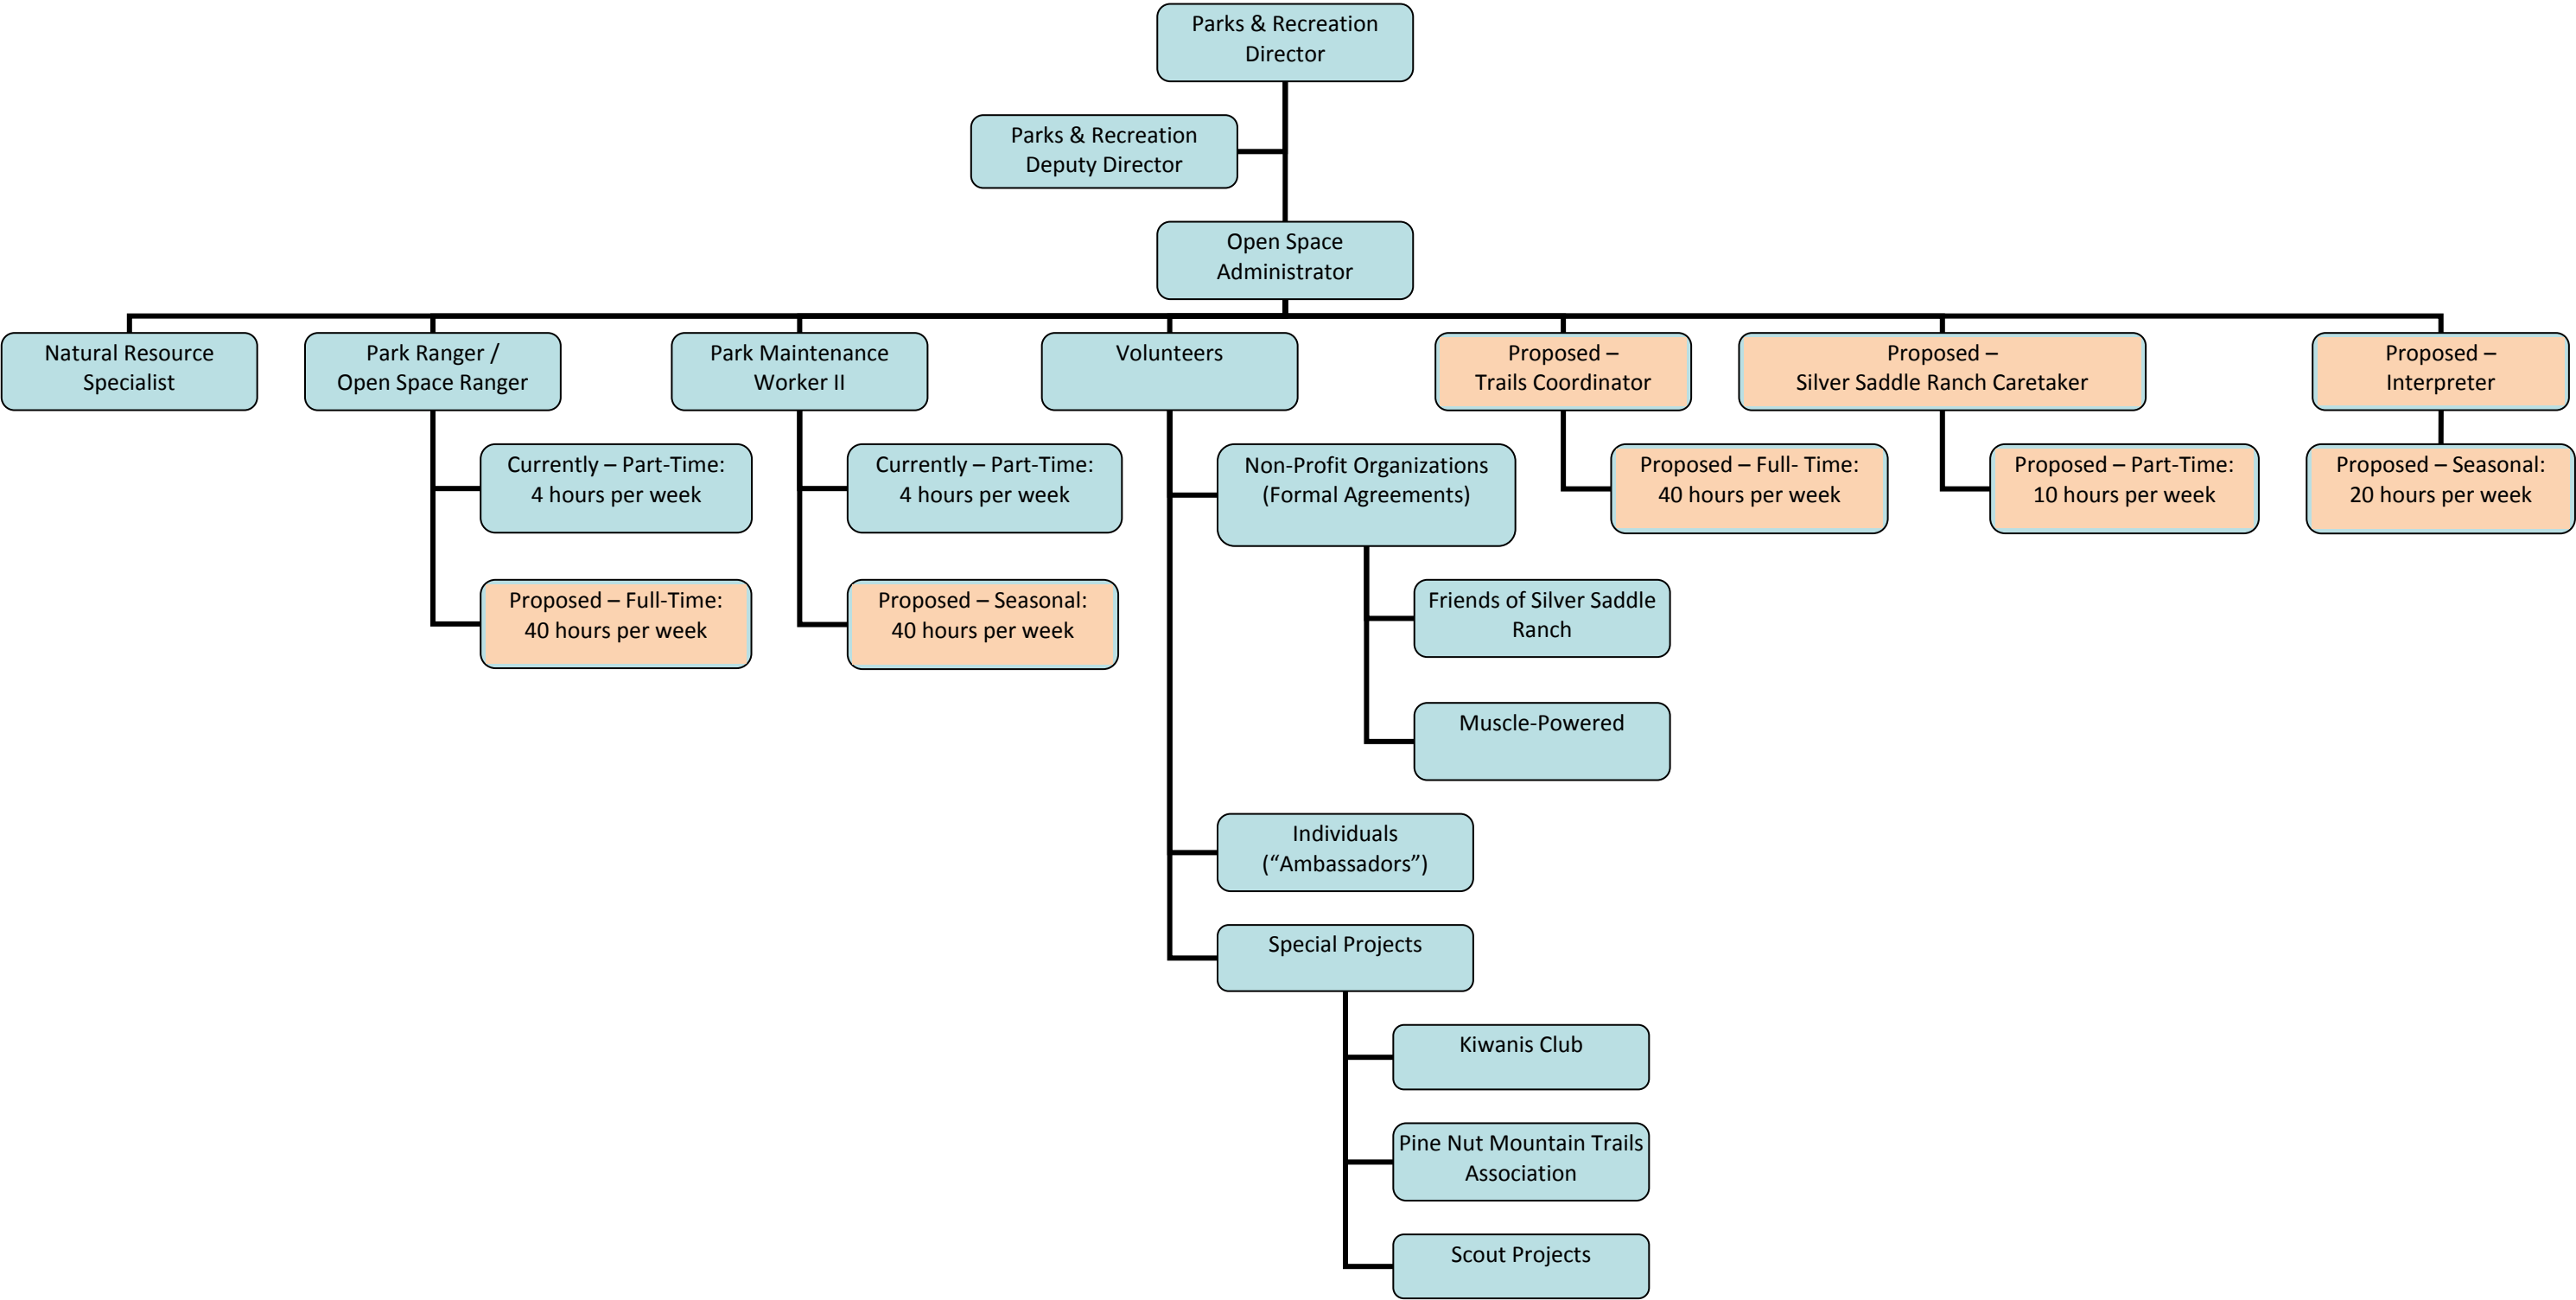 Parks & Recreation
Director
Parks & Recreation
Deputy Director
Open Space
Administrator
Natural Resource
Specialist
Park Ranger /
Open Space Ranger
Park Maintenance
Worker II
Volunteers
Proposed –
Trails Coordinator
Proposed –
Silver Saddle Ranch Caretaker
Proposed –
Interpreter
Currently – Part-Time:
4 hours per week
Currently – Part-Time:
4 hours per week
Non-Profit Organizations
(Formal Agreements)
Proposed – Full- Time:
40 hours per week
Proposed – Part-Time:
10 hours per week
Proposed – Seasonal:
20 hours per week
Proposed – Full-Time:
40 hours per week
Proposed – Seasonal:
40 hours per week
Friends of Silver Saddle
Ranch
Muscle-Powered
Individuals
(“Ambassadors”)
Special Projects
Kiwanis Club
Pine Nut Mountain Trails
Association
Scout Projects